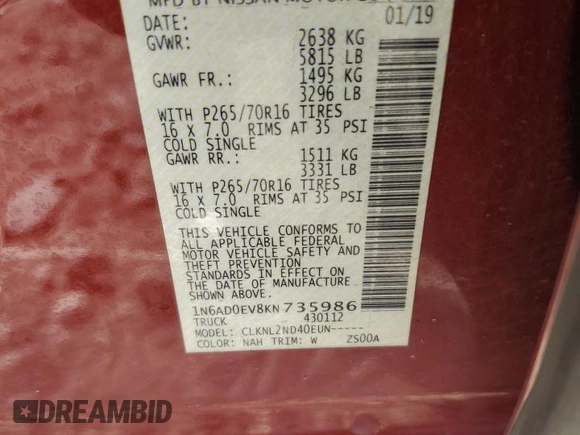 MFD BY NISSAN MOTOR
01/19
GVWR: 2638 KG
5815 LB
GAWR FR.: 1495 KG
3296 LB
WITH P265/70R16 TIRES
16 X 7.0 RIMS AT 35 PSI
COLD SINGLE
GAWR RR.: 1511 KG
3331 LB
WITH P265/70R16 TIRES
16 X 7.0 RIMS AT 35 PSI
COLD SINGLE
THIS VEHICLE CONFORMS TO
ALL APPLICABLE FEDERAL
MOTOR VEHICLE SAFETY AND
THEFT PREVENTION
STANDARDS IN EFFECT ON
THE DATE OF MANUFACTURE
SHOWN ABOVE.
1N6AD0EV8KN735986
TRUCK 430112
MODEL: CLKNL2ND40EUN-----
COLOR: NAH TRIM: W ZS00A
DREAMBID